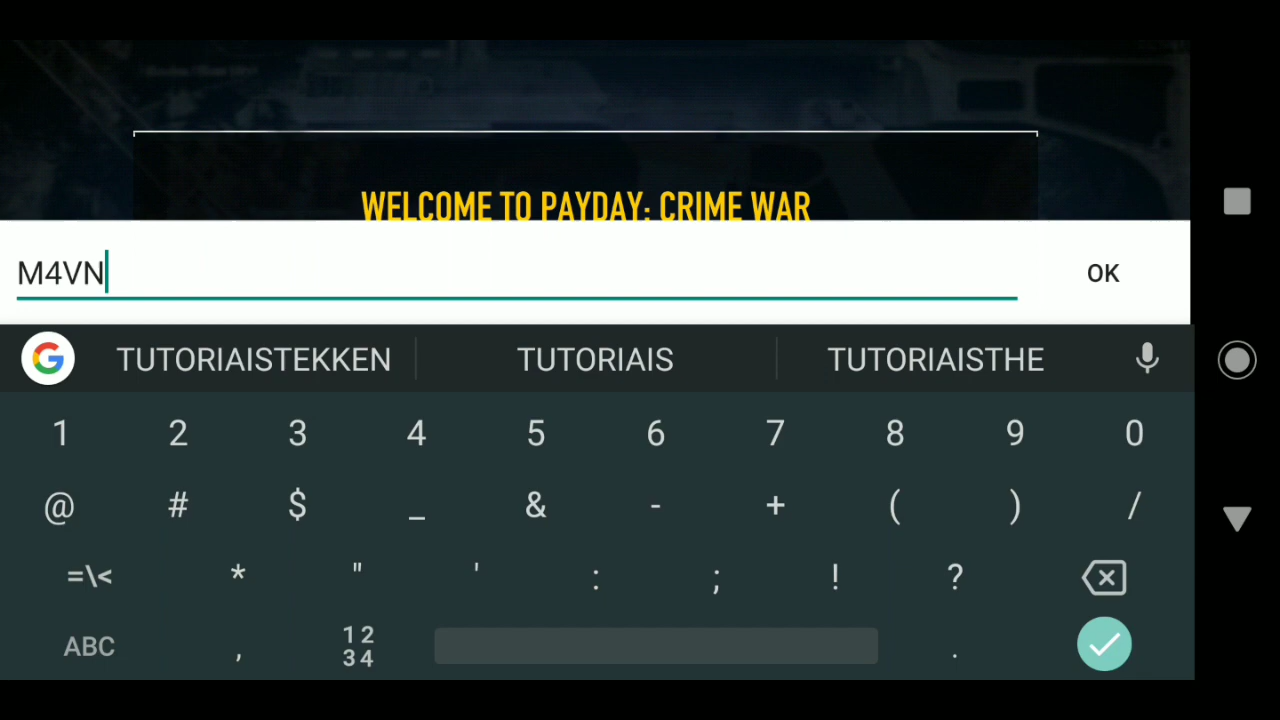 WELCOME TO PAYDAY: CRIME WAR
M4VN
OK
TUTORIAISTEKKEN TUTORIAIS TUTORIAISTHE
1 2 3 4 5 6 7 8 9 0
@ # $ _ & - + ( ) /
=\< * " ' : ; ! ?
ABC , 12 34 .